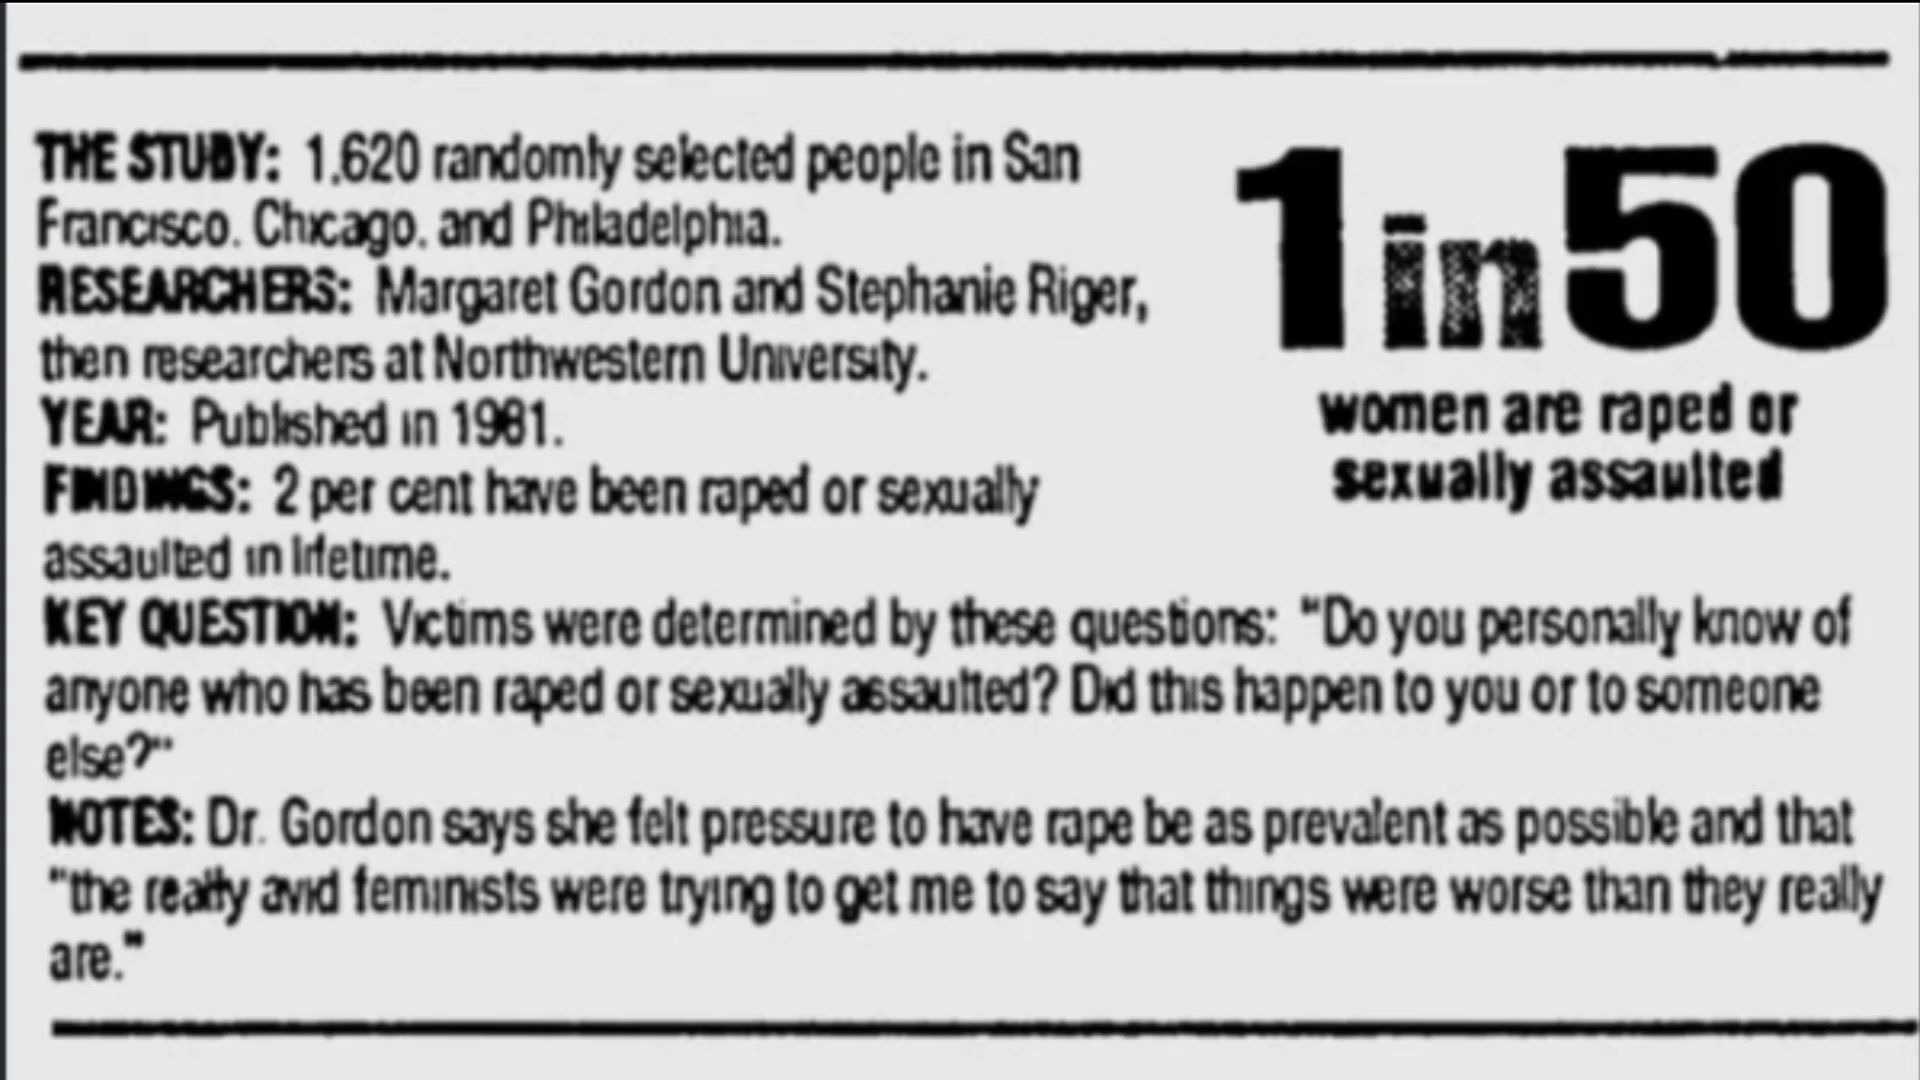 THE STUDY: 1,620 randomly selected people in San
Francisco, Chicago, and Philadelphia.
RESEARCHERS: Margaret Gordon and Stephanie Riger,
then researchers at Northwestern University.
YEAR: Published in 1981.
FINDINGS: 2 per cent have been raped or sexually
assaulted in lifetime.
1 in 50
women are raped or
sexually assaulted
KEY QUESTION: Victims were determined by these questions: "Do you personally know of
anyone who has been raped or sexually assaulted? Did this happen to you or to someone
else?"
NOTES: Dr. Gordon says she felt pressure to have rape be as prevalent as possible and that
"the really avid feminists were trying to get me to say that things were worse than they really
are."